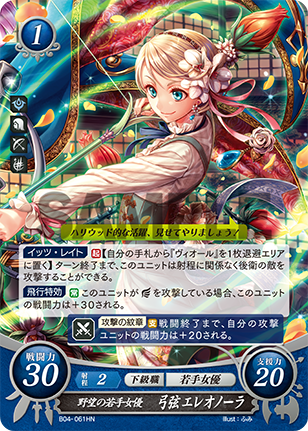 1
ハリウッド的な活躍、見せてやりましょう！
イッツ・レイト 起 【自分の手札から『ヴィオール』を1枚退避エリア
に置く】ターン終了まで、このユニットは射程に関係なく後衛の敵を
攻撃することができる。
飛行特効 常 このユニットが を攻撃している場合、このユニット
の戦闘力は＋30される。
攻撃の紋章 支 戦闘終了まで、自分の攻撃
ユニットの戦闘力は＋20される。
戦闘力 30
射程 2 下級職 若手女優
支援力 20
野望の若手女優 弓弦エレオノーラ
B04-061HN
Illust：ふみ